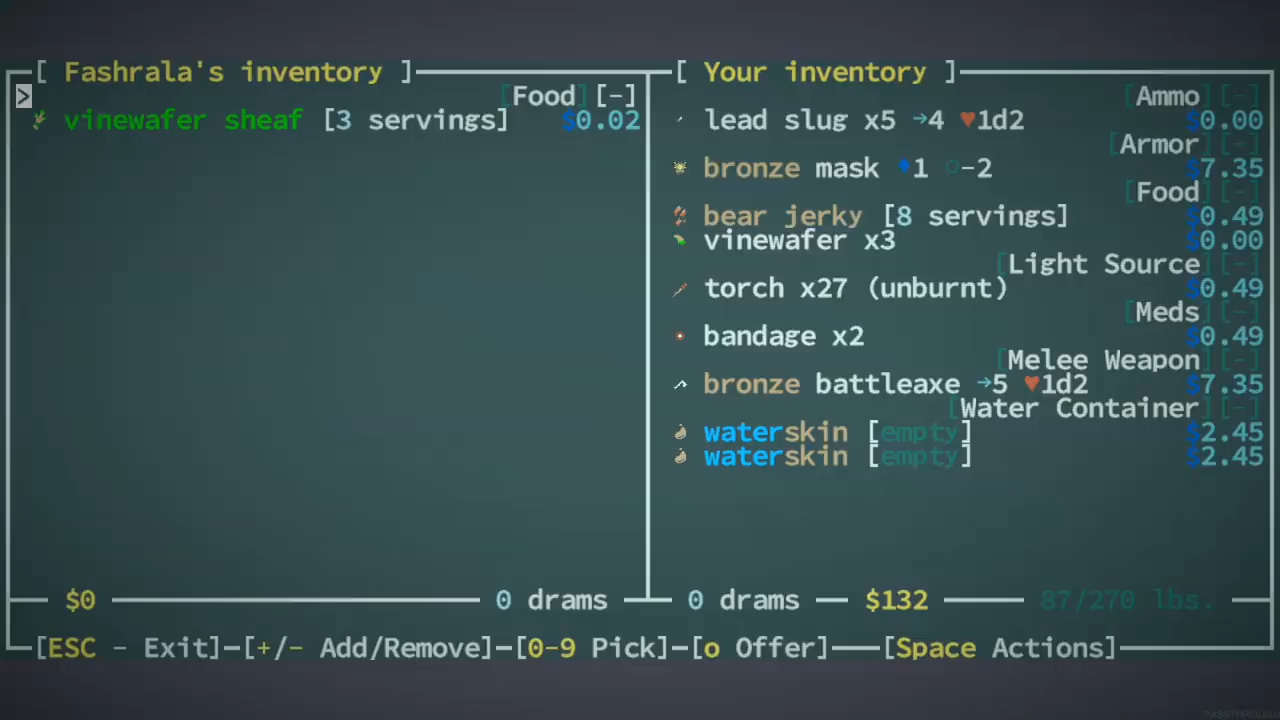 [ Fashrala's inventory ]
> [Food] [-]
vinewafer sheaf [3 servings] $0.02
$0 0 drams
[ Your inventory ]
[Ammo] [-]
lead slug x5 →4 ♥1d2 $0.00
[Armor] [-]
bronze mask ♦1 ○-2 $7.35
[Food] [-]
bear jerky [8 servings] $0.49
vinewafer x3 $0.00
[Light Source] [-]
torch x27 (unburnt) $0.49
[Meds] [-]
bandage x2 $0.49
[Melee Weapon] [-]
bronze battleaxe →5 ♥1d2 $7.35
[Water Container] [-]
waterskin [empty] $2.45
waterskin [empty] $2.45
0 drams $132 87/270 lbs.
[ESC - Exit] [+/- Add/Remove] [0-9 Pick] [o Offer] [Space Actions]